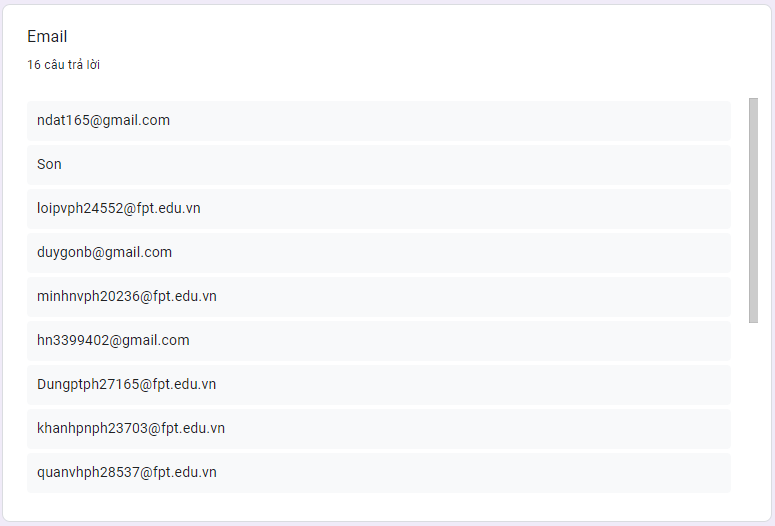 Email
16 câu trả lời
ndat165@gmail.com
Son
loipvph24552@fpt.edu.vn
duygonb@gmail.com
minhnvph20236@fpt.edu.vn
hn3399402@gmail.com
Dungptph27165@fpt.edu.vn
khanhpnph23703@fpt.edu.vn
quanvhph28537@fpt.edu.vn